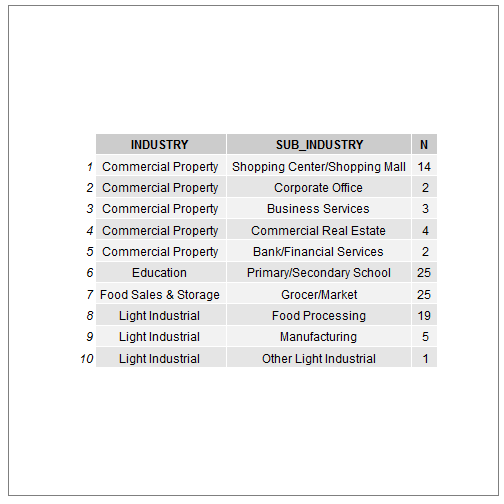 INDUSTRY SUB_INDUSTRY N
1 Commercial Property Shopping Center/Shopping Mall 14
2 Commercial Property Corporate Office 2
3 Commercial Property Business Services 3
4 Commercial Property Commercial Real Estate 4
5 Commercial Property Bank/Financial Services 2
6 Education Primary/Secondary School 25
7 Food Sales & Storage Grocer/Market 25
8 Light Industrial Food Processing 19
9 Light Industrial Manufacturing 5
10 Light Industrial Other Light Industrial 1